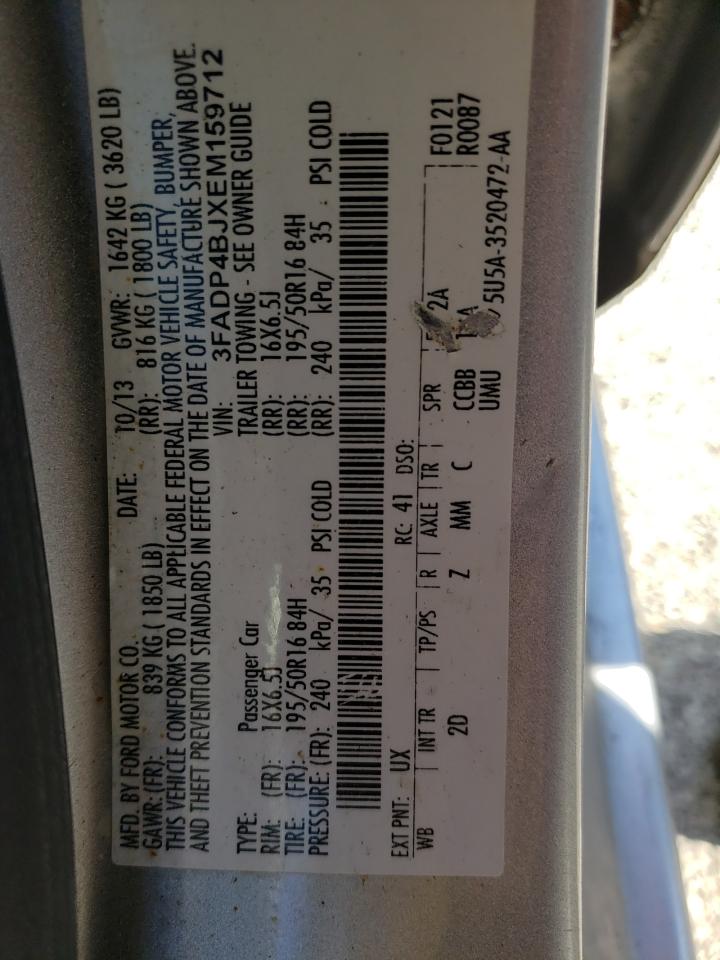 MFD. BY FORD MOTOR CO. DATE: 10/13 GVWR: 1642 KG ( 3620 LB)
GAWR: (FR): 839 KG ( 1850 LB) (RR): 816 KG ( 1800 LB)
THIS VEHICLE CONFORMS TO ALL APPLICABLE FEDERAL MOTOR VEHICLE SAFETY, BUMPER,
AND THEFT PREVENTION STANDARDS IN EFFECT ON THE DATE OF MANUFACTURE SHOWN ABOVE.
VIN: 3FADP4BJXEM159712
TYPE: Passenger Car TRAILER TOWING - SEE OWNER GUIDE
RIM: (FR): 16X6.5J (RR): 16X6.5J
TIRE: (FR): 195/50R16 84H (RR): 195/50R16 84H
PRESSURE: (FR): 240 kPa/ 35 PSI COLD (RR): 240 kPa/ 35 PSI COLD
EXT PNT: UX RC: 41 DSO: F0121
WB INT TR TP/PS R AXLE TR SPR R0087
2D Z MM C CCBB 2A
UMU 5U5A-3520472-AA